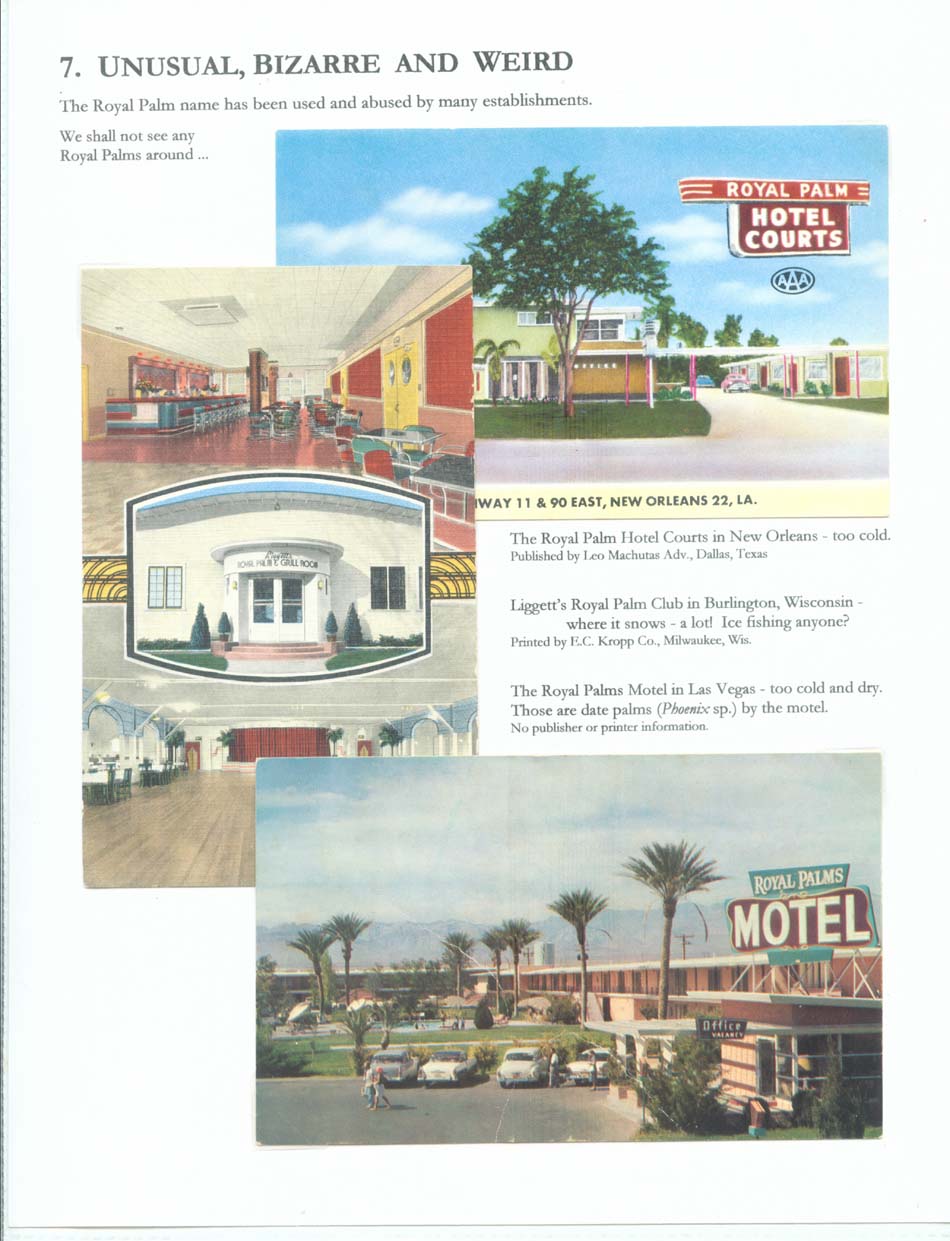 7. UNUSUAL, BIZARRE AND WEIRD
The Royal Palm name has been used and abused by many establishments.
We shall not see any
Royal Palms around ...
ROYAL PALM
HOTEL
COURTS
AAA
OFFICE
WAY 11 & 90 EAST, NEW ORLEANS 22, LA.
Liggett's
ROYAL PALM & GRILL ROOM
The Royal Palm Hotel Courts in New Orleans - too cold.
Published by Leo Machutas Adv., Dallas, Texas
Liggett's Royal Palm Club in Burlington, Wisconsin -
where it snows - a lot! Ice fishing anyone?
Printed by E.C. Kropp Co., Milwaukee, Wis.
The Royal Palms Motel in Las Vegas - too cold and dry.
Those are date palms (Phoenix sp.) by the motel.
No publisher or printer information.
ROYAL PALMS
MOTEL
Office
VACANCY